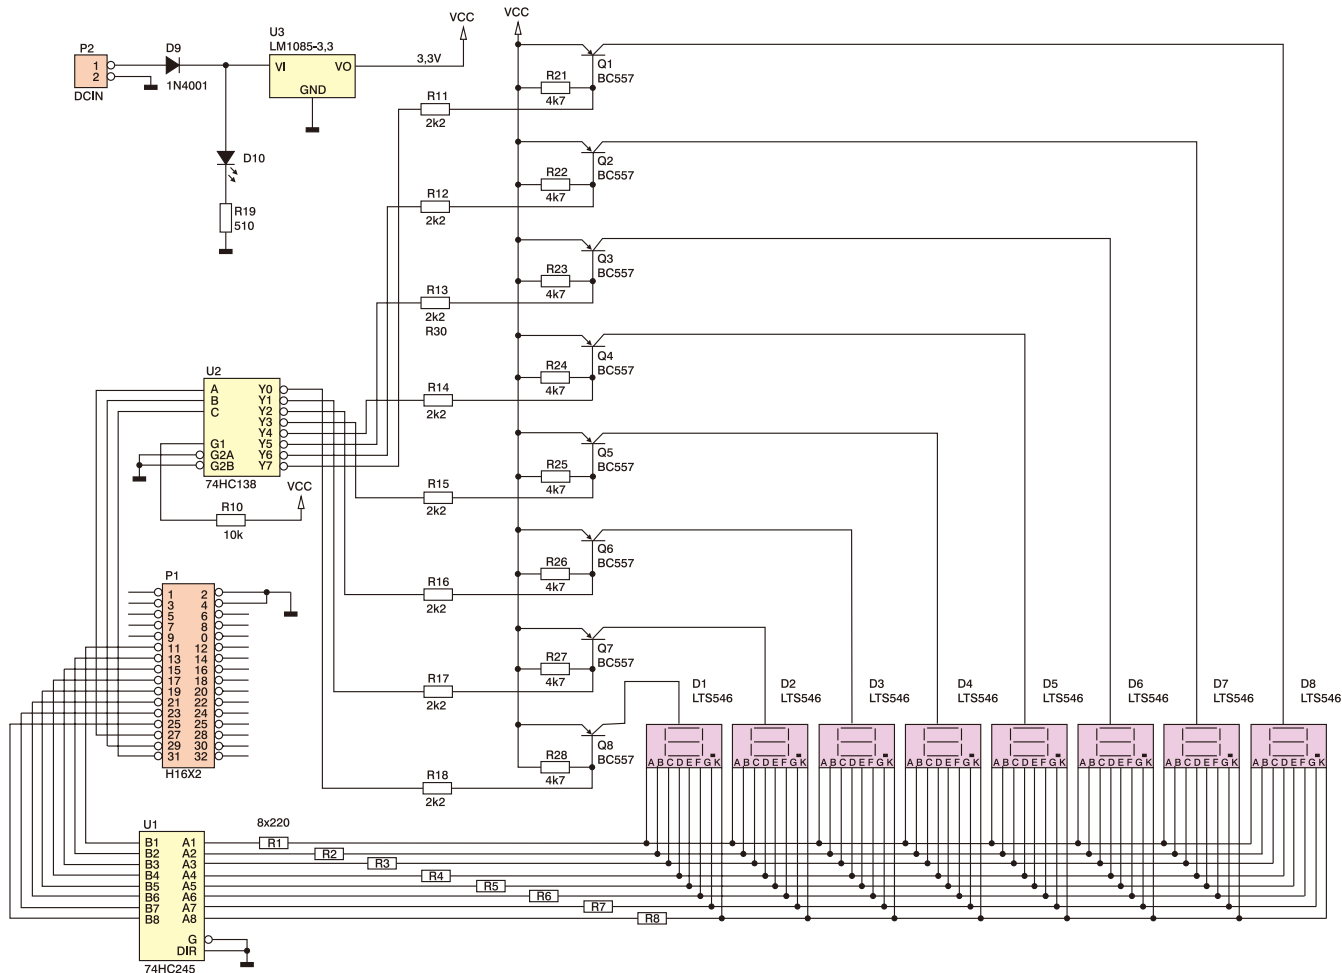 P2
1
2
DCIN
D9
1N4001
U3
LM1085-3,3
VI VO
GND
3,3V
VCC
VCC
D10
R19
510
R11
2k2
R12
2k2
R13
2k2
R30
R14
2k2
R15
2k2
R16
2k2
R17
2k2
R18
2k2
R21
4k7
Q1
BC557
R22
4k7
Q2
BC557
R23
4k7
Q3
BC557
R24
4k7
Q4
BC557
R25
4k7
Q5
BC557
R26
4k7
Q6
BC557
R27
4k7
Q7
BC557
R28
4k7
Q8
BC557
U2
A Y0
B Y1
C Y2
Y3
Y4
G1 Y5
G2A Y6
G2B Y7
74HC138
VCC
R10
10k
P1
1 2
3 4
5 6
7 8
9 0
11 12
13 14
15 16
17 18
19 20
21 22
23 24
25 25
27 28
29 30
31 32
H16X2
D1
LTS546
D2
LTS546
D3
LTS546
D4
LTS546
D5
LTS546
D6
LTS546
D7
LTS546
D8
LTS546
A B C D E F G K
A B C D E F G K
A B C D E F G K
A B C D E F G K
A B C D E F G K
A B C D E F G K
A B C D E F G K
A B C D E F G K
U1
B1 A1
B2 A2
B3 A3
B4 A4
B5 A5
B6 A6
B7 A7
B8 A8
G
DIR
74HC245
8x220
R1
R2
R3
R4
R5
R6
R7
R8